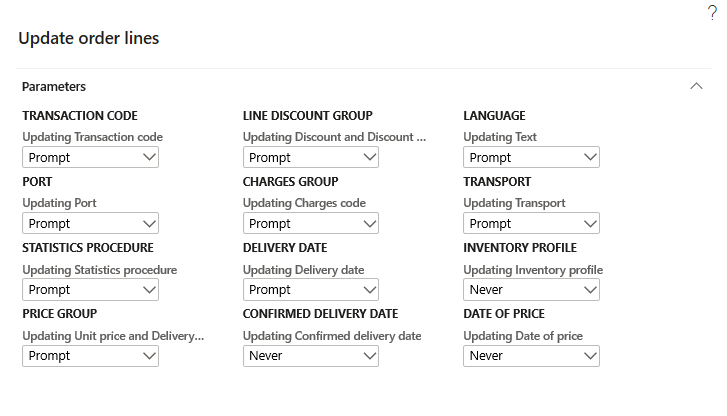 ?
Update order lines
Parameters
TRANSACTION CODE
Updating Transaction code
Prompt
PORT
Updating Port
Prompt
STATISTICS PROCEDURE
Updating Statistics procedure
Prompt
PRICE GROUP
Updating Unit price and Delivery...
Prompt
LINE DISCOUNT GROUP
Updating Discount and Discount ...
Prompt
CHARGES GROUP
Updating Charges code
Prompt
DELIVERY DATE
Updating Delivery date
Prompt
CONFIRMED DELIVERY DATE
Updating Confirmed delivery date
Never
LANGUAGE
Updating Text
Prompt
TRANSPORT
Updating Transport
Prompt
INVENTORY PROFILE
Updating Inventory profile
Never
DATE OF PRICE
Updating Date of price
Never